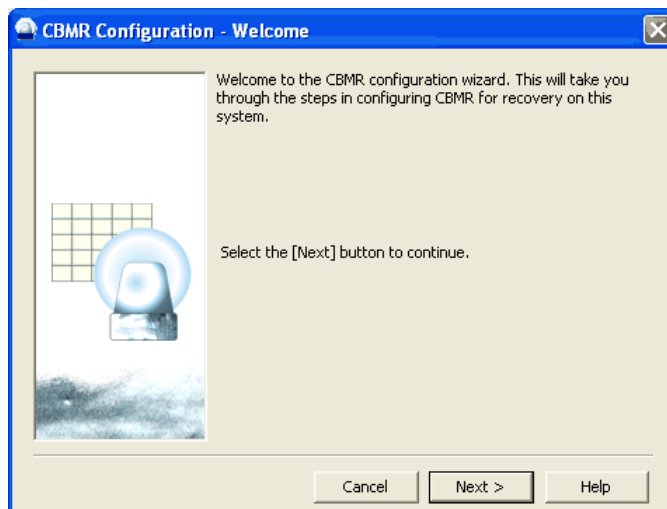 CBMR Configuration - Welcome
Welcome to the CBMR configuration wizard. This will take you
through the steps in configuring CBMR for recovery on this
system.
Select the [Next] button to continue.
Cancel
Next >
Help